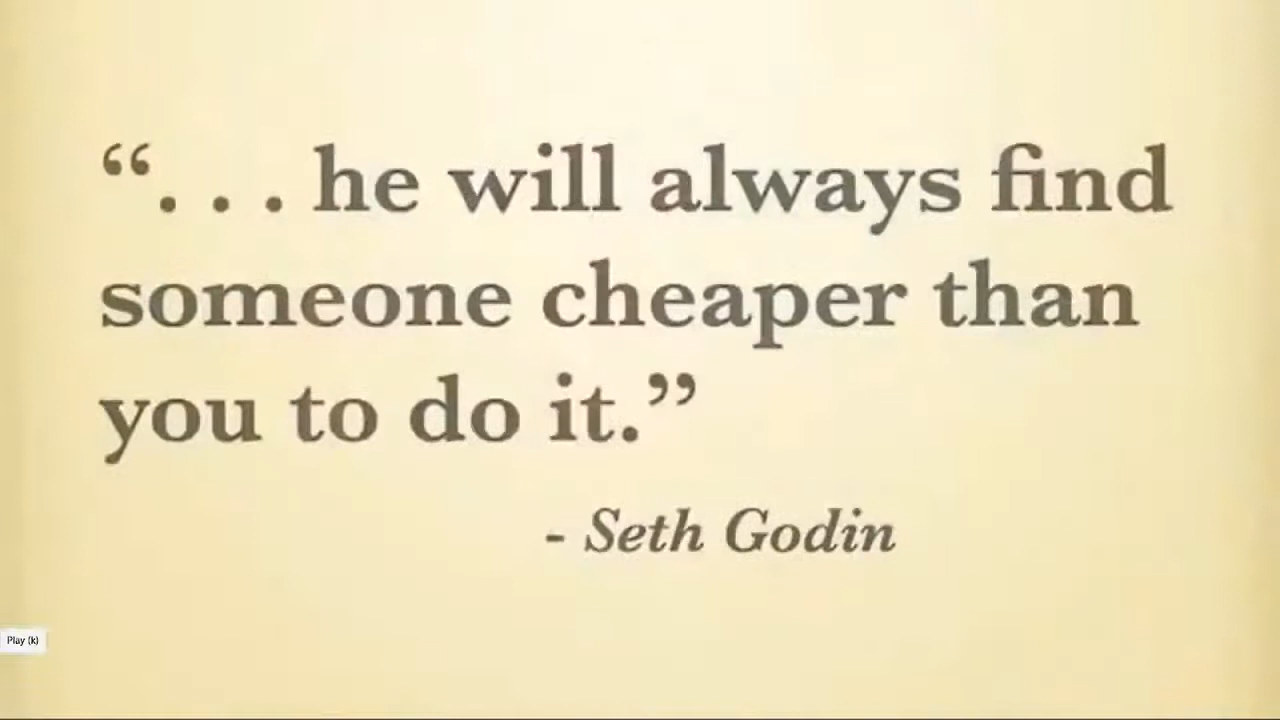 “. . . he will always find
someone cheaper than
you to do it.”
- Seth Godin
Play (k)